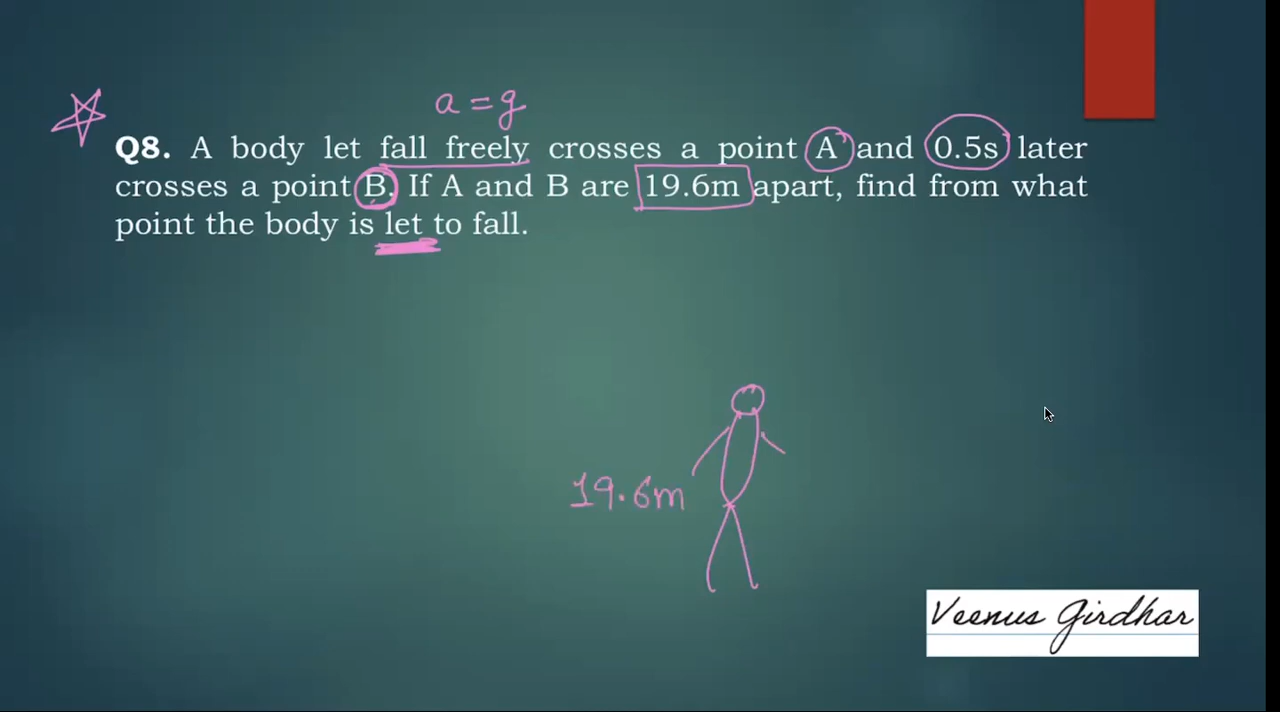 a = g
Q8. A body let fall freely crosses a point A and 0.5s later
crosses a point B. If A and B are 19.6m apart, find from what
point the body is let to fall.
19.6m
Veenus Girdhar